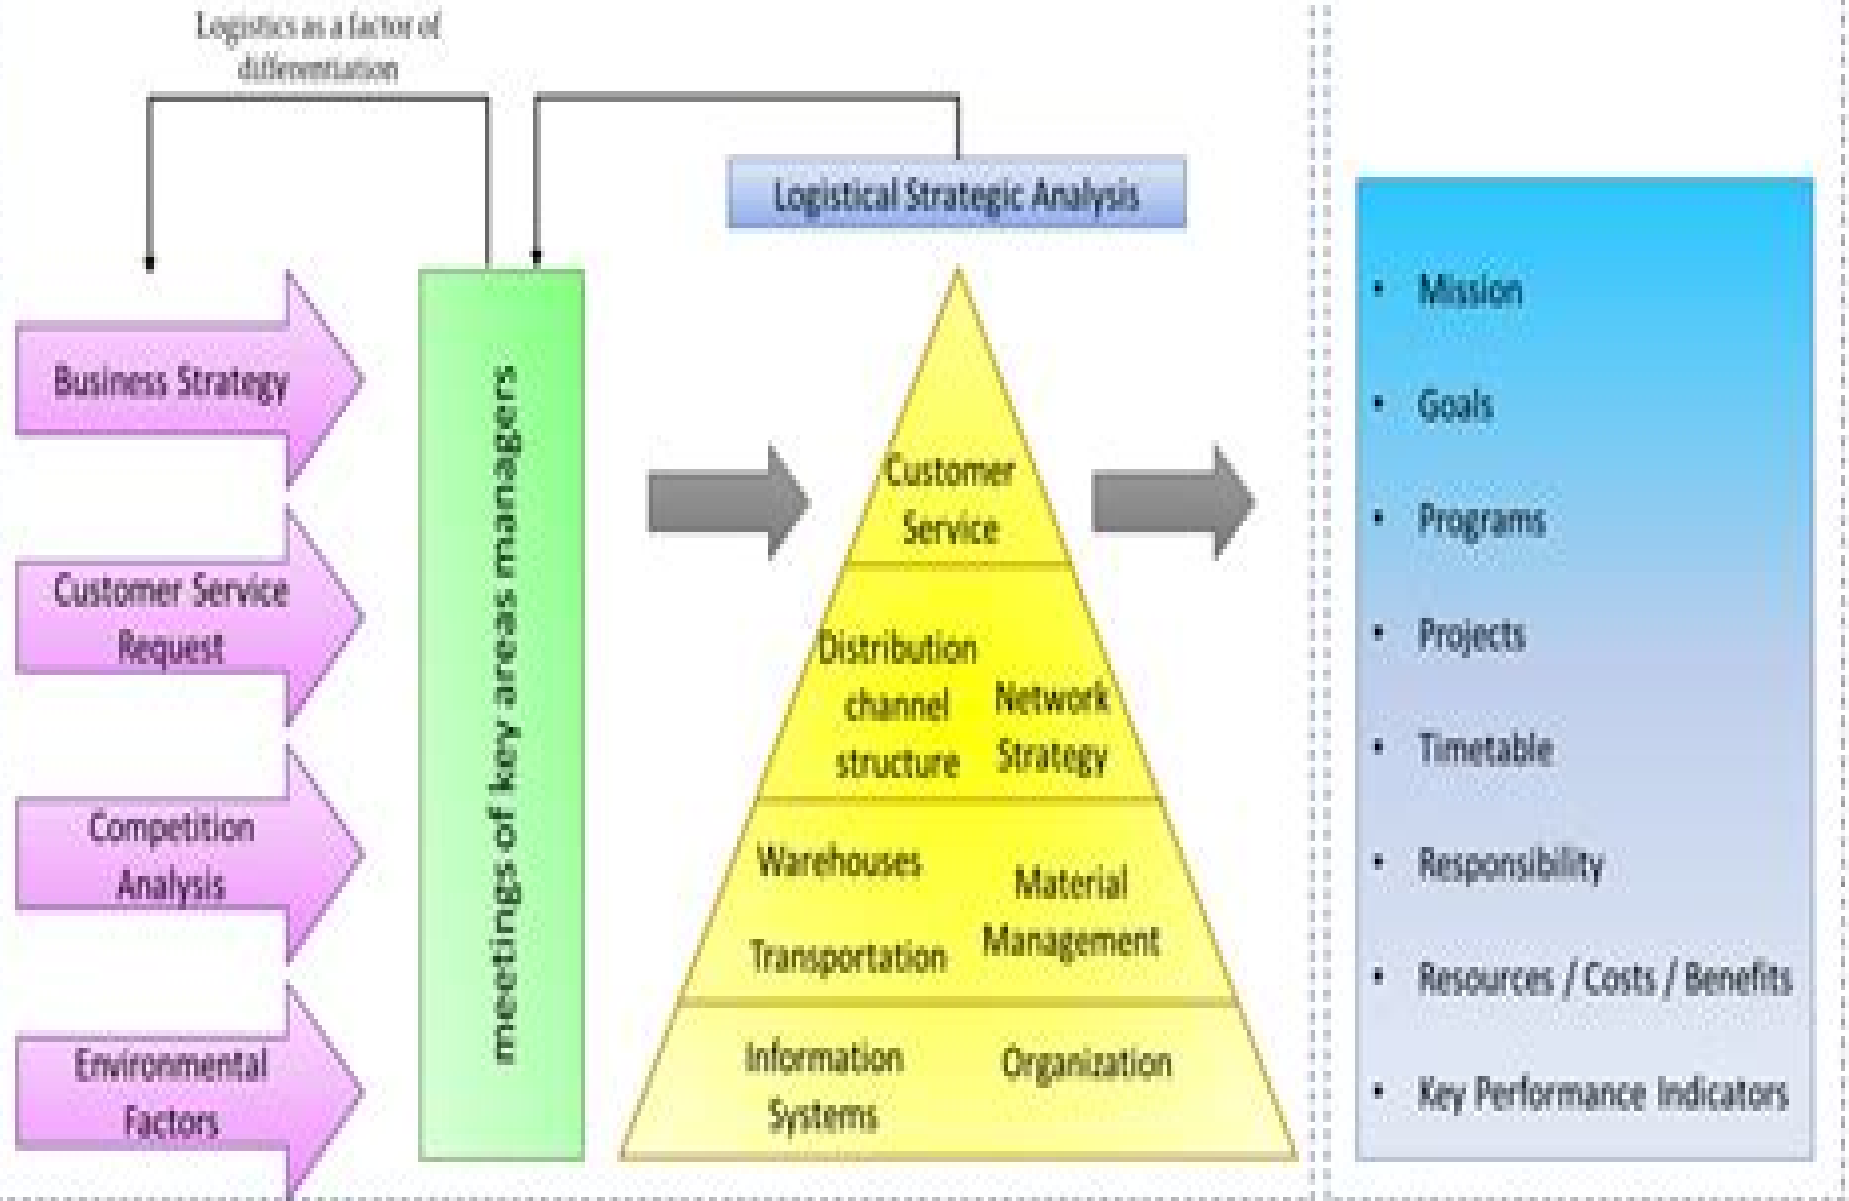 Logistics as a factor of
differentiation
Logistical Strategic Analysis
Business Strategy
Customer Service
Request
Competition
Analysis
Environmental
Factors
meetings of key areas managers
Customer
Service
Distribution
channel
structure
Network
Strategy
Warehouses
Transportation
Material
Management
Information
Systems
Organization
• Mission
• Goals
• Programs
• Projects
• Timetable
• Responsibility
• Resources / Costs / Benefits
• Key Performance Indicators